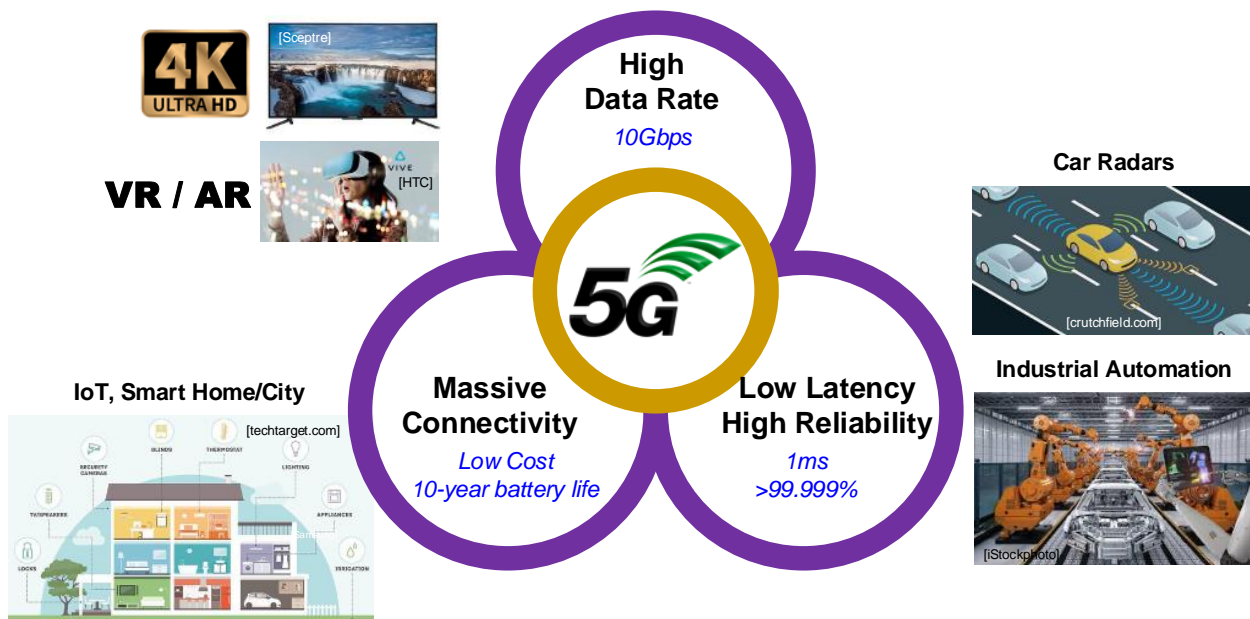 4K
ULTRA HD
[Sceptre]
VIVE
[HTC]
VR / AR
High
Data Rate
10Gbps
5G
Massive
Connectivity
Low Cost
10-year battery life
Low Latency
High Reliability
1ms
>99.999%
Car Radars
[crutchfield.com]
Industrial Automation
[iStockphoto]
IoT, Smart Home/City
[techtarget.com]
BLINDS
THERMOSTAT
SECURITY
CAMERAS
LIGHTING
APPLIANCES
LOCKS
IRRIGATION